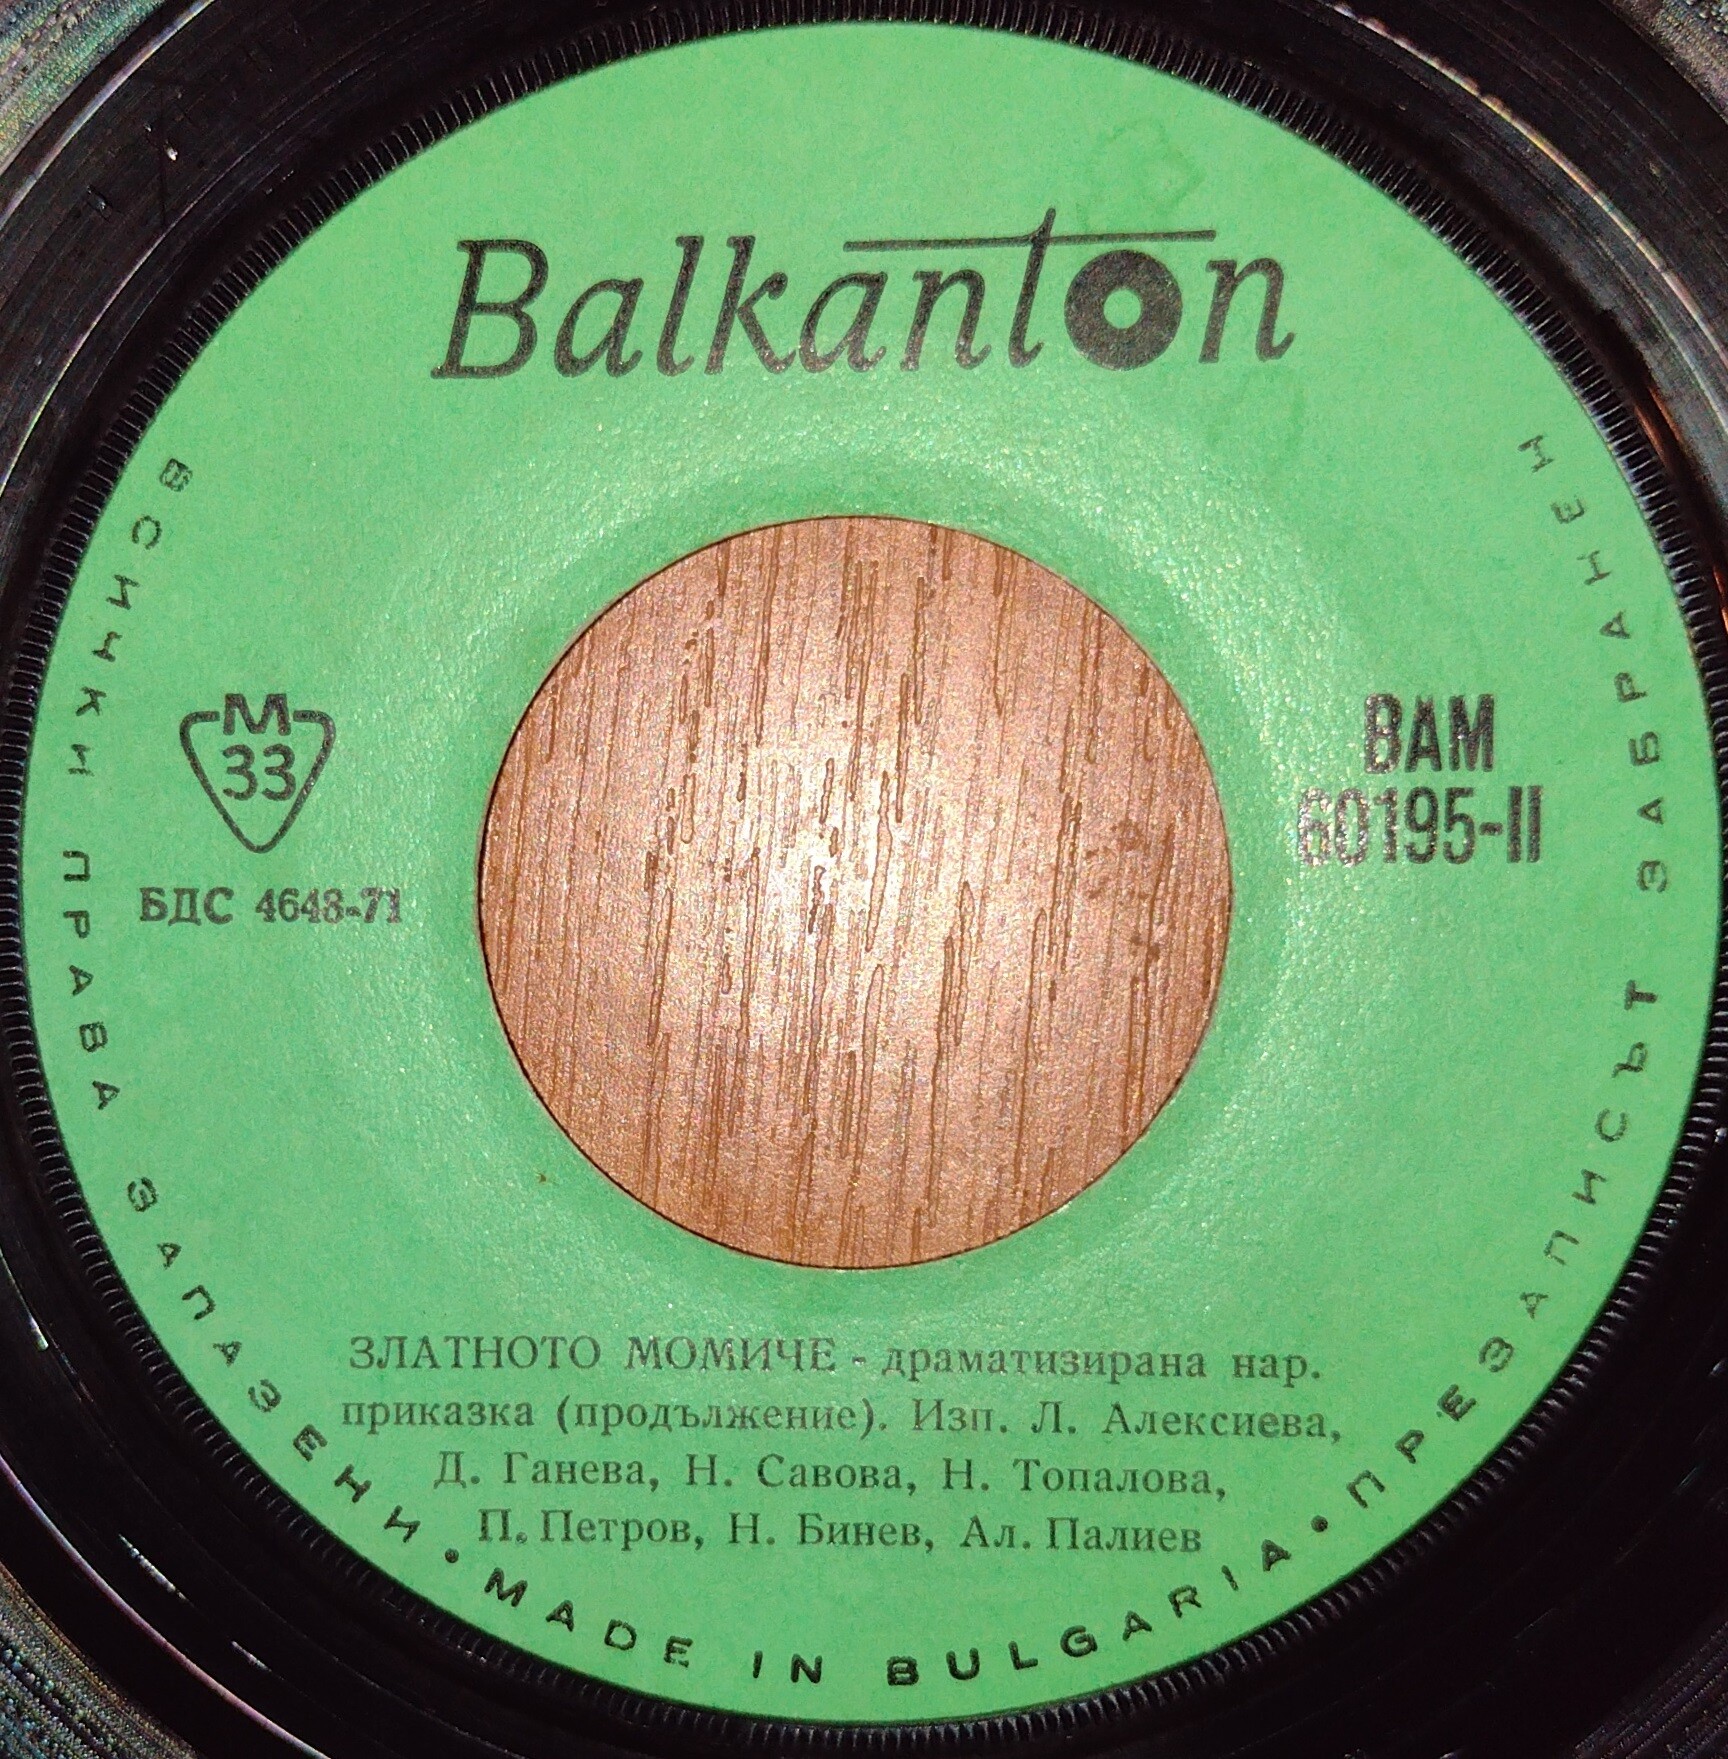 Balkanton
М
33
БДС 4648-71
ВАМ
60195-II
ЗЛАТНОТО МОМИЧЕ - драматизирана нар.
приказка (продължение). Изп. Л. Алексиева,
Д. Ганева, Н. Савова, Н. Топалова,
П. Петров, Н. Бинев, Ал. Палиев
ВСИЧКИ ПРАВА ЗАПАЗЕНИ • MADE IN BULGARIA • ПРЕЗАПИСЪТ ЗАБРАНЕН